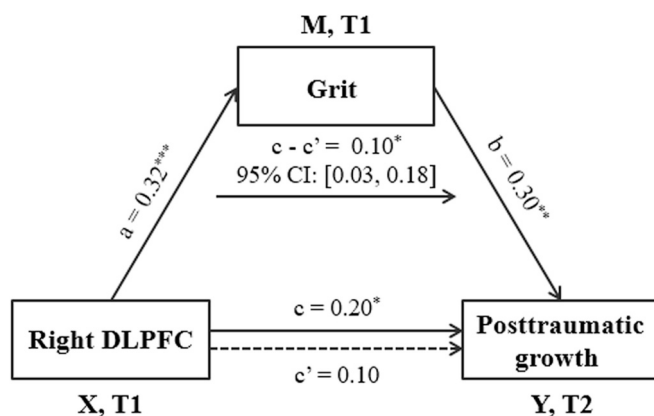 M, T1
Grit
c - c’ = 0.10*
95% CI: [0.03, 0.18]
a = 0.32***
b = 0.30**
Right DLPFC
c = 0.20*
c’ = 0.10
Posttraumatic
growth
X, T1
Y, T2